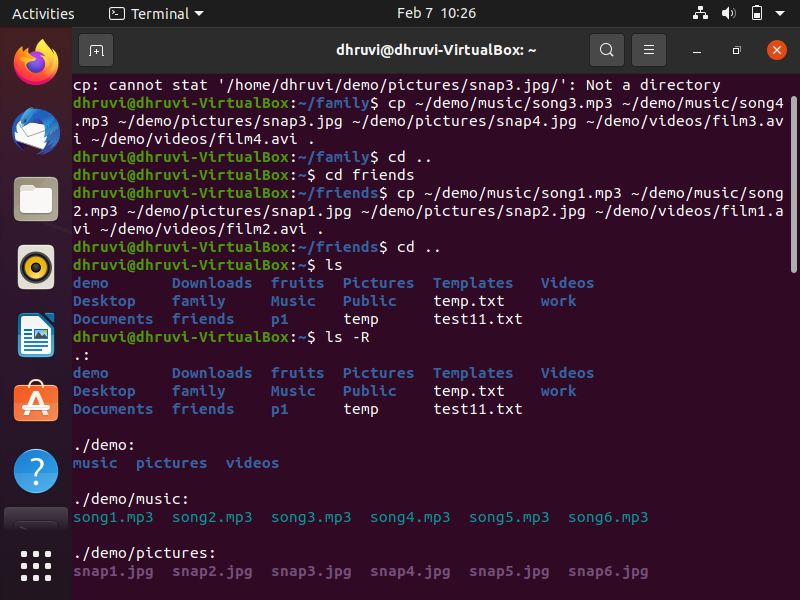 Activities Terminal Feb 7 10:26
dhruvi@dhruvi-VirtualBox: ~
cp: cannot stat '/home/dhruvi/demo/pictures/snap3.jpg/': Not a directory
dhruvi@dhruvi-VirtualBox:~/family$ cp ~/demo/music/song3.mp3 ~/demo/music/song4
.mp3 ~/demo/pictures/snap3.jpg ~/demo/pictures/snap4.jpg ~/demo/videos/film3.av
i ~/demo/videos/film4.avi .
dhruvi@dhruvi-VirtualBox:~/family$ cd ..
dhruvi@dhruvi-VirtualBox:~$ cd friends
dhruvi@dhruvi-VirtualBox:~/friends$ cp ~/demo/music/song1.mp3 ~/demo/music/song
2.mp3 ~/demo/pictures/snap1.jpg ~/demo/pictures/snap2.jpg ~/demo/videos/film1.a
vi ~/demo/videos/film2.avi .
dhruvi@dhruvi-VirtualBox:~/friends$ cd ..
dhruvi@dhruvi-VirtualBox:~$ ls
demo Downloads fruits Pictures Templates Videos
Desktop family Music Public temp.txt work
Documents friends p1 temp test11.txt
dhruvi@dhruvi-VirtualBox:~$ ls -R
.:
demo Downloads fruits Pictures Templates Videos
Desktop family Music Public temp.txt work
Documents friends p1 temp test11.txt
./demo:
music pictures videos
./demo/music:
song1.mp3 song2.mp3 song3.mp3 song4.mp3 song5.mp3 song6.mp3
./demo/pictures:
snap1.jpg snap2.jpg snap3.jpg snap4.jpg snap5.jpg snap6.jpg